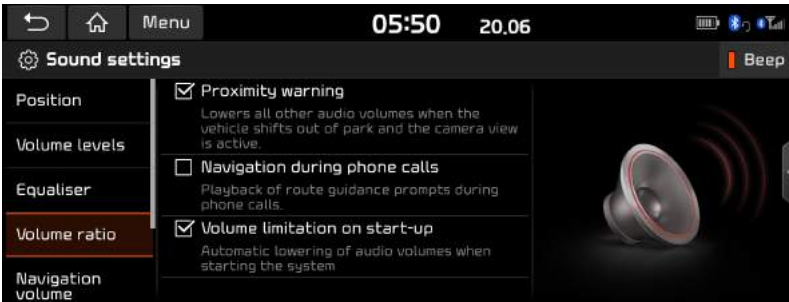 Menu 05:50 20.06
Sound settings Beep
Position
Volume levels
Equaliser
Volume ratio
Navigation
volume
Proximity warning
Lowers all other audio volumes when the
vehicle shifts out of park and the camera view
is active.
Navigation during phone calls
Playback of route guidance prompts during
phone calls.
Volume limitation on start-up
Automatic lowering of audio volumes when
starting the system